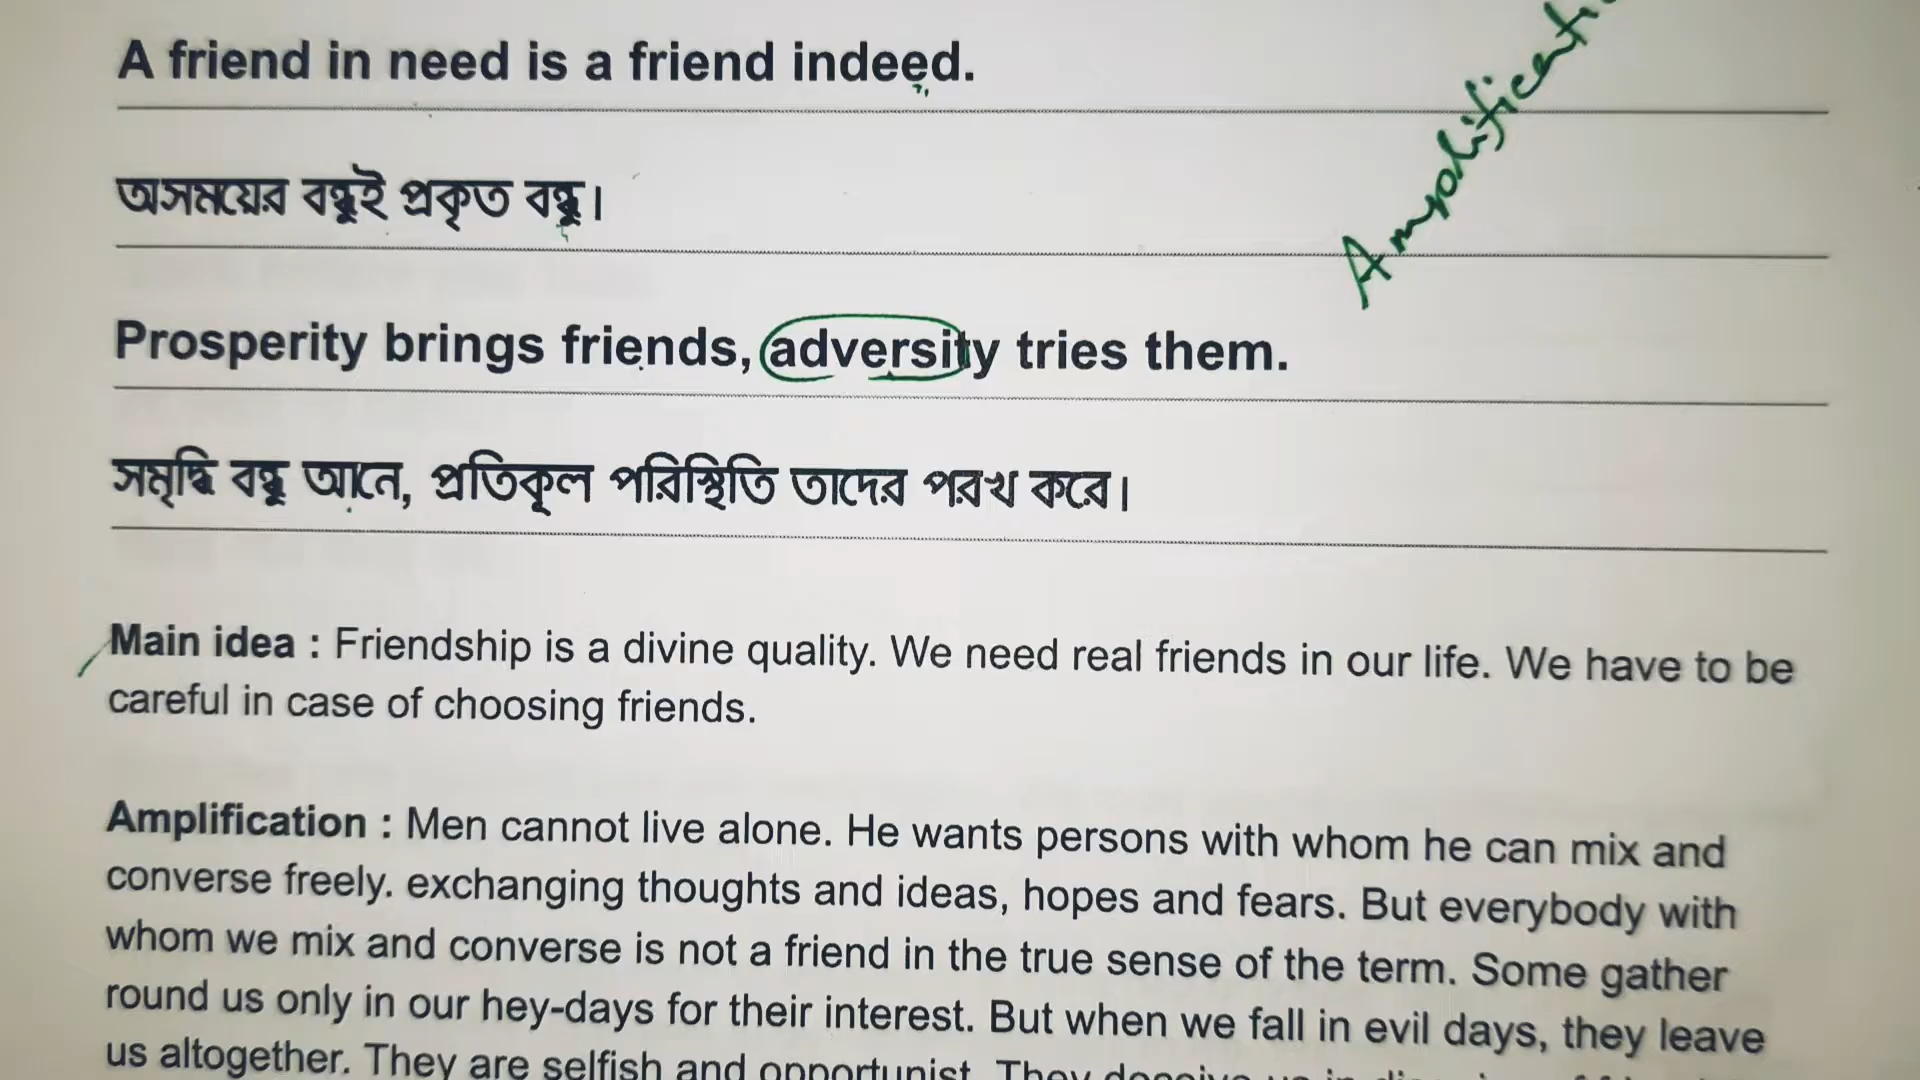 A friend in need is a friend indeed.
Amplificati
অসময়ের বন্ধুই প্রকৃত বন্ধু।
Prosperity brings friends, adversity tries them.
সমৃদ্ধি বন্ধু আনে, প্রতিকূল পরিস্থিতি তাদের পরখ করে।
Main idea : Friendship is a divine quality. We need real friends in our life. We have to be
careful in case of choosing friends.
Amplification : Men cannot live alone. He wants persons with whom he can mix and
converse freely. exchanging thoughts and ideas, hopes and fears. But everybody with
whom we mix and converse is not a friend in the true sense of the term. Some gather
round us only in our hey-days for their interest. But when we fall in evil days, they leave
us altogether. They are selfish and opportunist. They deceive us in